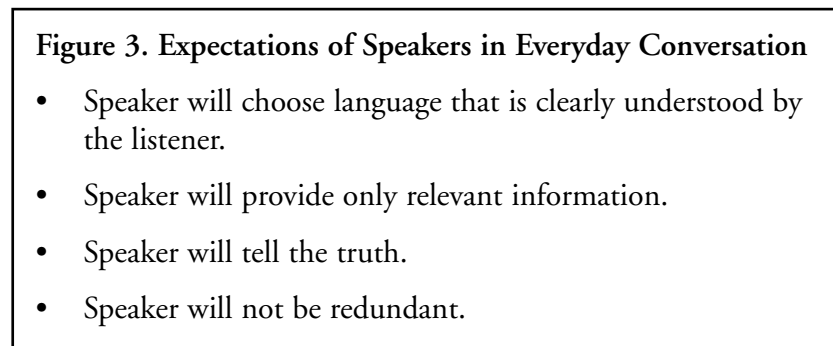 Figure 3. Expectations of Speakers in Everyday Conversation
• Speaker will choose language that is clearly understood by
the listener.
• Speaker will provide only relevant information.
• Speaker will tell the truth.
• Speaker will not be redundant.